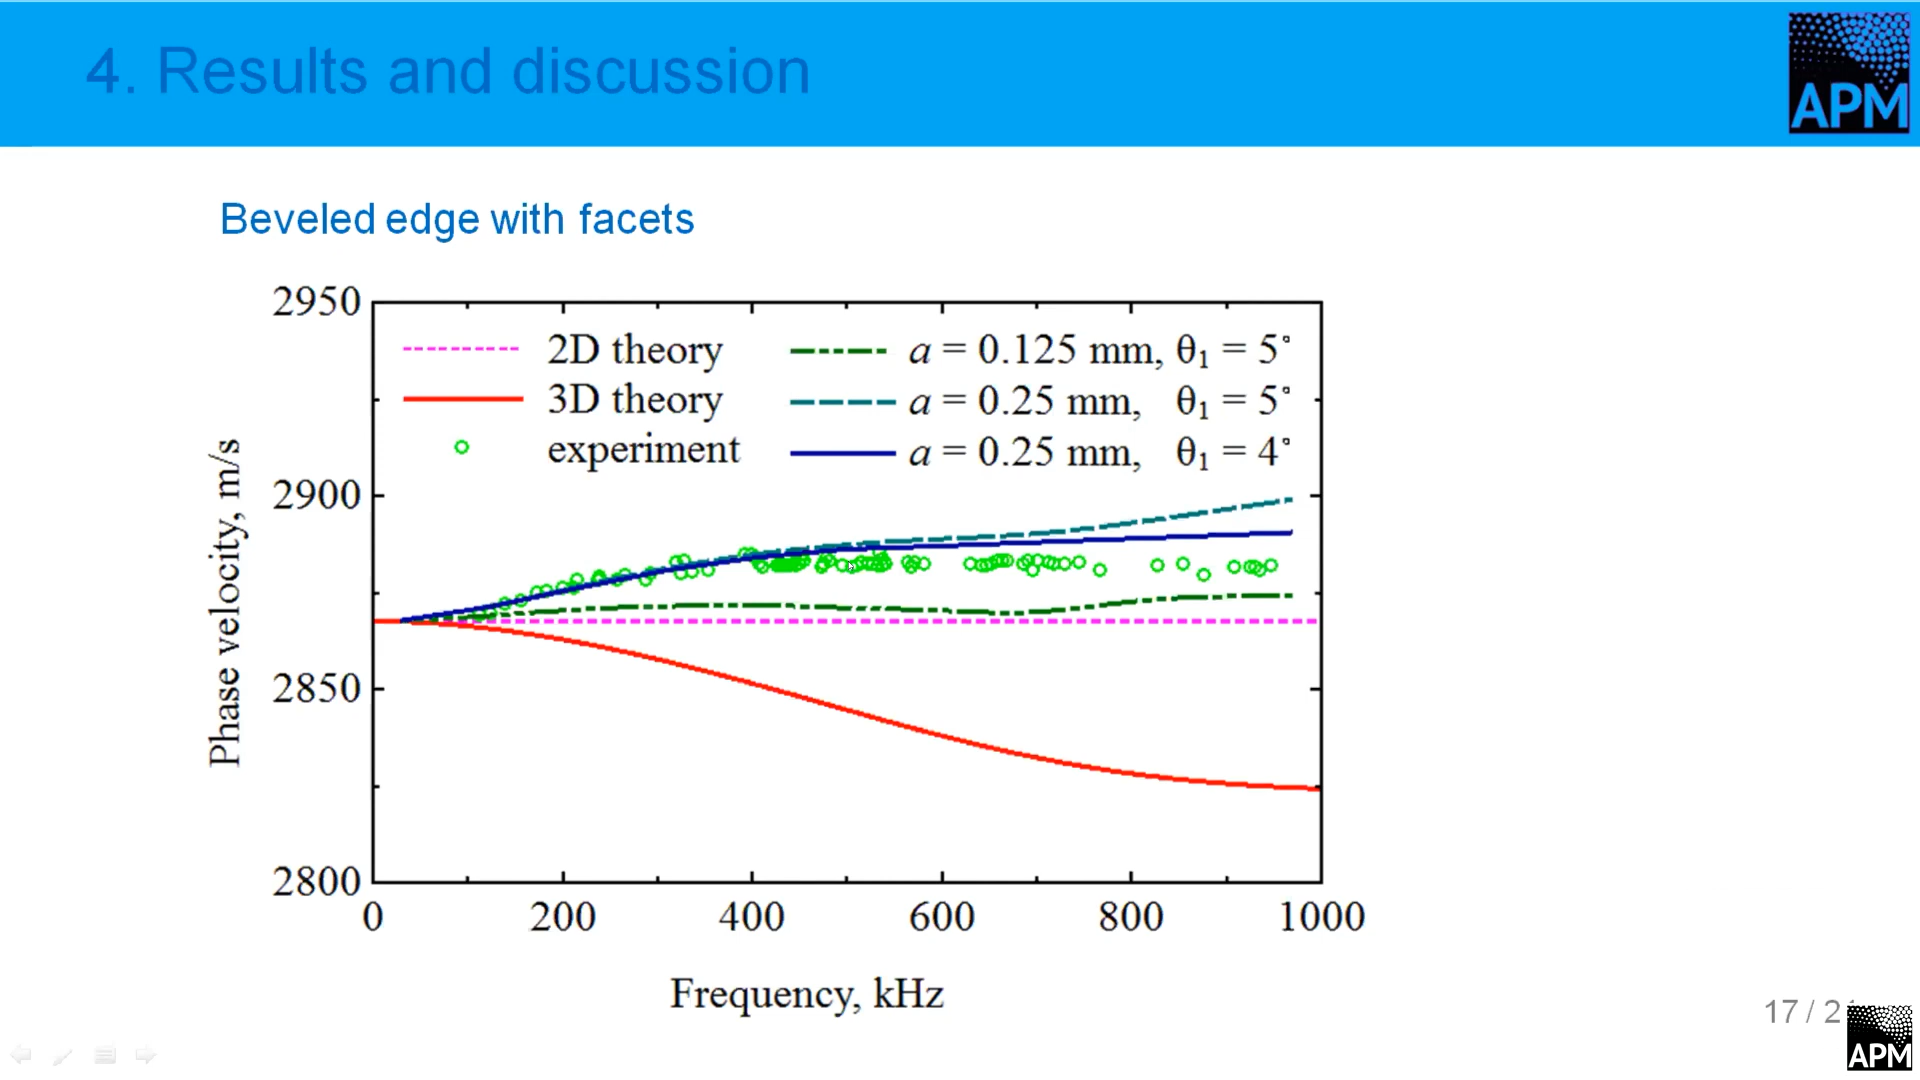 4. Results and discussion
APM
Beveled edge with facets
2950
2900
2850
2800
Phase velocity, m/s
2D theory
3D theory
experiment
a = 0.125 mm, θ₁ = 5°
a = 0.25 mm, θ₁ = 5°
a = 0.25 mm, θ₁ = 4°
0 200 400 600 800 1000
Frequency, kHz
17 / 2
APM